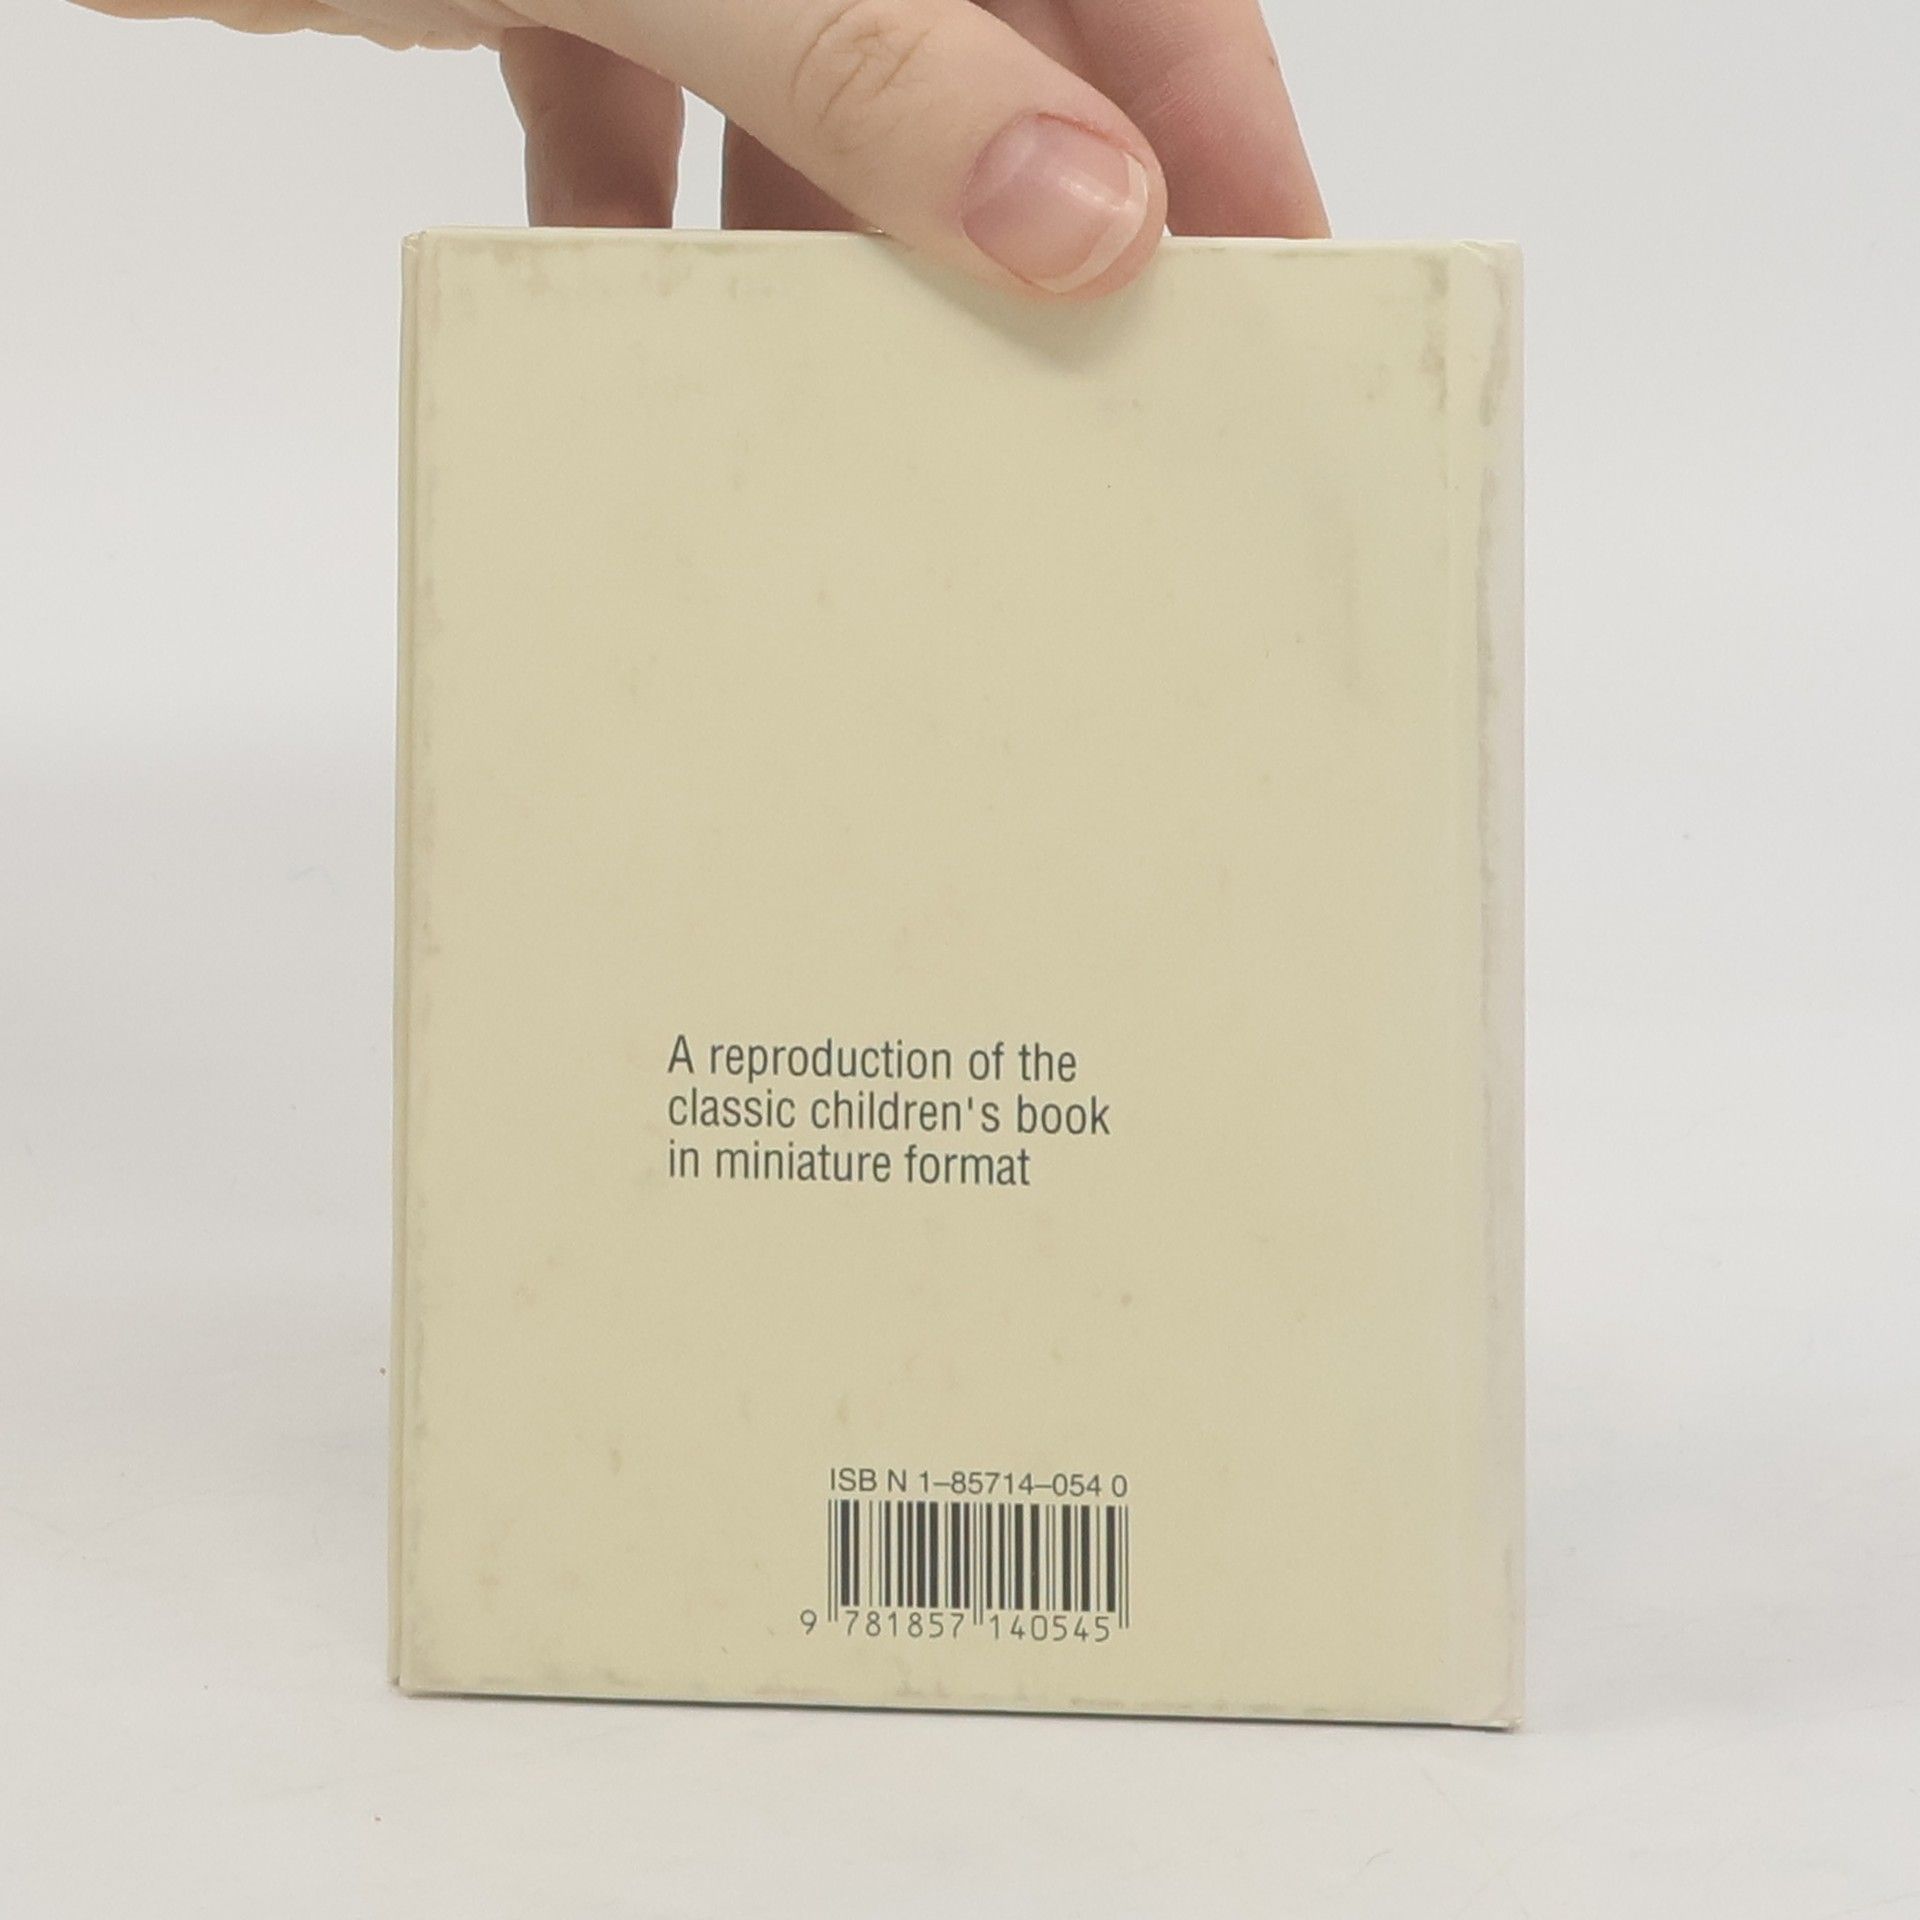 A reproduction of the
classic children's book
in miniature format
ISB N 1–85714–054 0
9 781857 140545